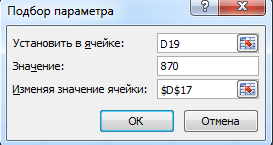 Подбор параметра
Установить в ячейке: D19
Значение: 870
Изменяя значение ячейки: $D$17
ОК Отмена